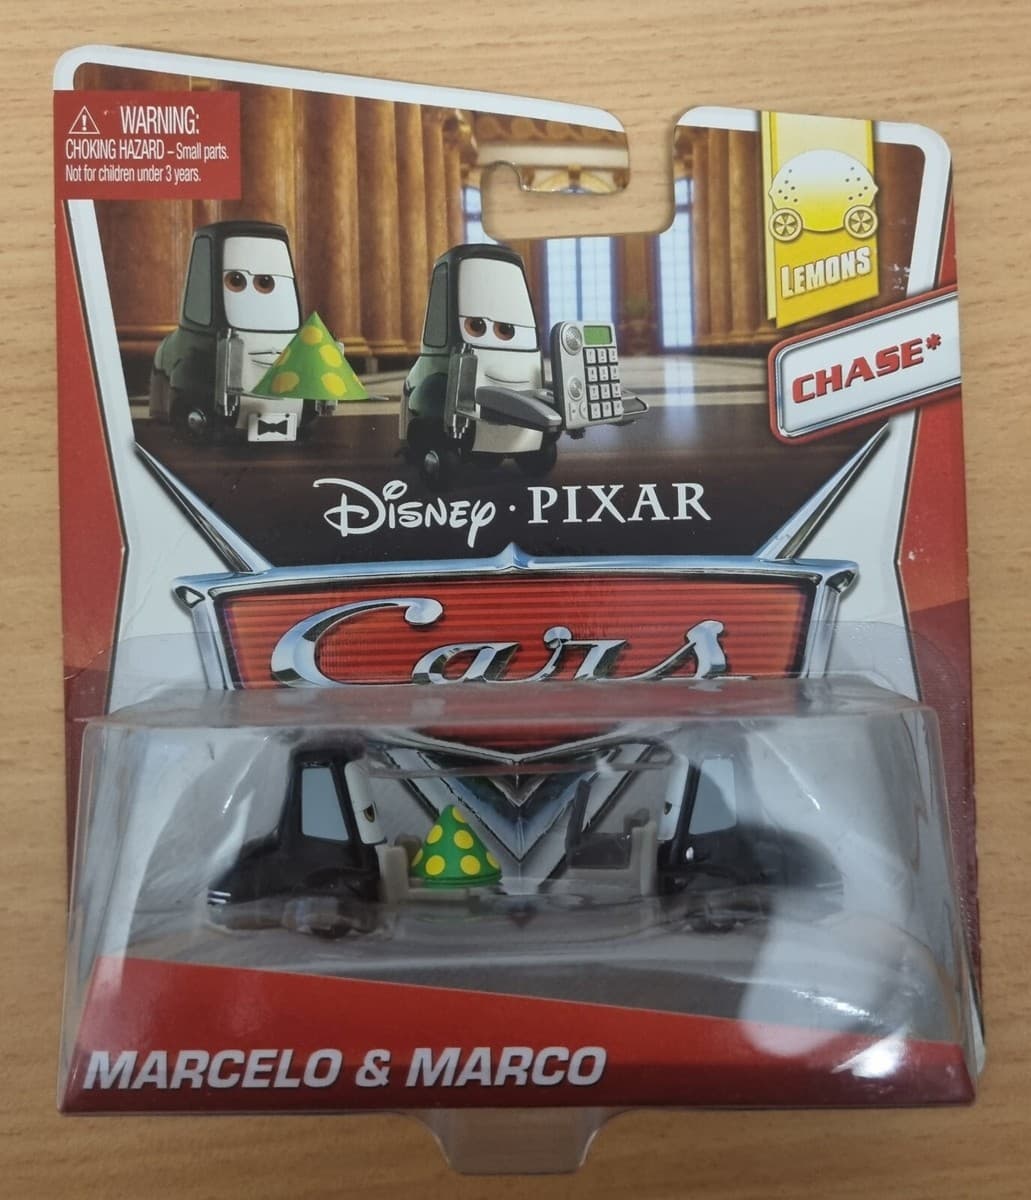 WARNING:
CHOKING HAZARD – Small parts.
Not for children under 3 years.
LEMONS
CHASE*
Disney · PIXAR
Cars
MARCELO & MARCO